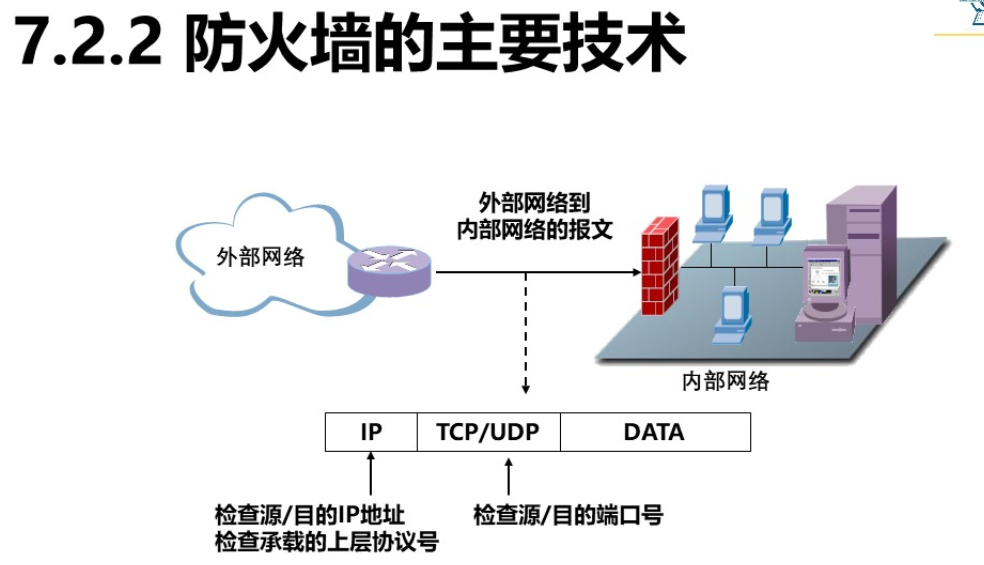 7.2.2 防火墙的主要技术
外部网络到
内部网络的报文
外部网络
内部网络
IP
TCP/UDP
DATA
检查源/目的IP地址
检查承载的上层协议号
检查源/目的端口号